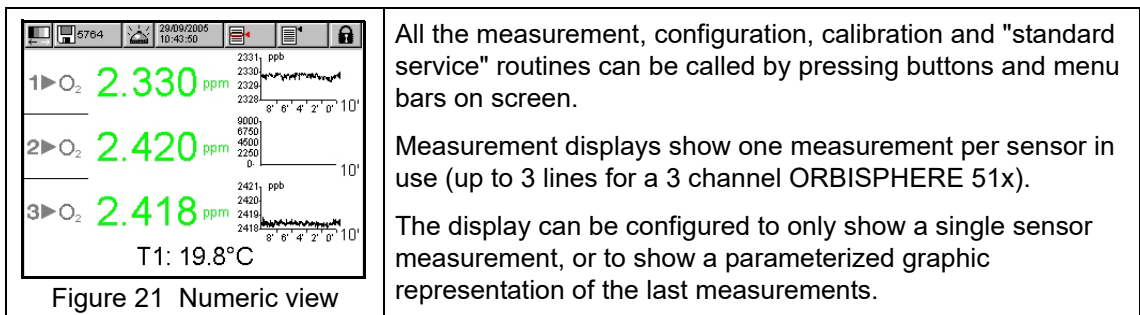 5764
29/09/2005
10:43:50
1▶O₂ 2.330 ppm
2331 ppb
2330
2329
2328
8' 6' 4' 2' 0' 10'
2▶O₂ 2.420 ppm
9000
6750
4500
2250
0
10'
3▶O₂ 2.418 ppm
2421 ppb
2420
2419
2418
8' 6' 4' 2' 0' 10'
T1: 19.8°C
Figure 21 Numeric view
All the measurement, configuration, calibration and "standard
service" routines can be called by pressing buttons and menu
bars on screen.
Measurement displays show one measurement per sensor in
use (up to 3 lines for a 3 channel ORBISPHERE 51x).
The display can be configured to only show a single sensor
measurement, or to show a parameterized graphic
representation of the last measurements.